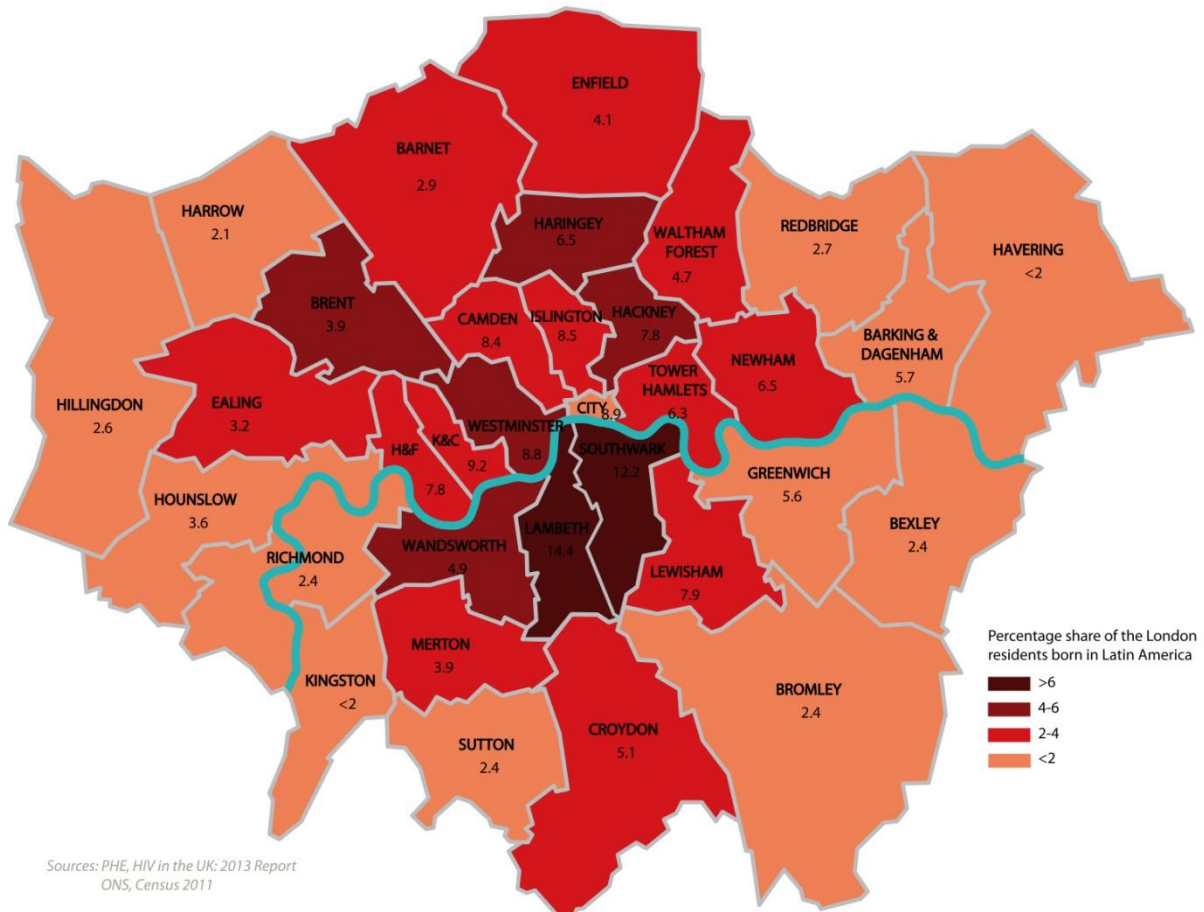 ENFIELD
4.1
BARNET
2.9
HARROW
2.1
HARINGEY
6.5
WALTHAM
FOREST
4.7
REDBRIDGE
2.7
HAVERING
<2
BRENT
3.9
CAMDEN
8.4
ISLINGTON
8.5
HACKNEY
7.8
BARKING &
DAGENHAM
5.7
NEWHAM
6.5
TOWER
HAMLETS
6.3
HILLINGDON
2.6
EALING
3.2
CITY
8.9
WESTMINSTER
8.8
H&F
7.8
K&C
9.2
SOUTHWARK
12.2
GREENWICH
5.6
HOUNSLOW
3.6
BEXLEY
2.4
LAMBETH
14.4
WANDSWORTH
4.9
RICHMOND
2.4
LEWISHAM
7.9
MERTON
3.9
KINGSTON
<2
BROMLEY
2.4
SUTTON
2.4
CROYDON
5.1
Percentage share of the London
residents born in Latin America
>6
4-6
2-4
<2
Sources: PHE, HIV in the UK: 2013 Report
ONS, Census 2011